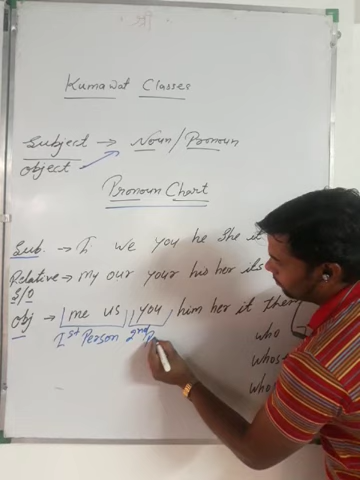 Kumawat Classes
Subject → Noun/Pronoun
object
Pronoun Chart
Sub. → I We You he She it
Relative → my our your his her its
S/O
Obj → me us you him her it Them
1st Person 2nd P
who
whos
who